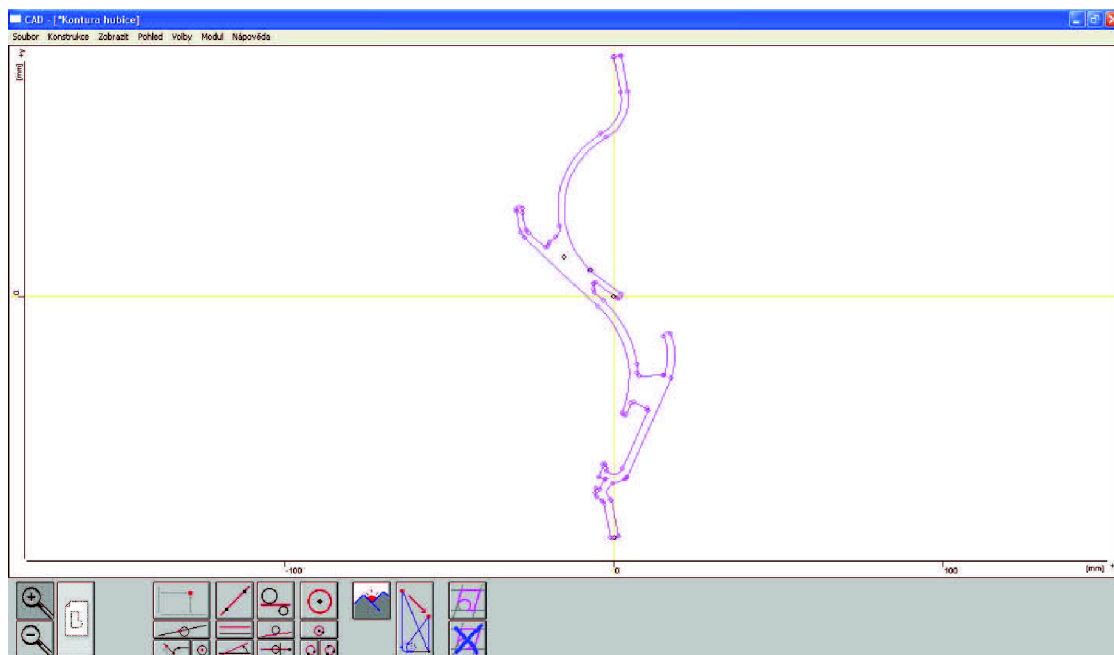 CAD - [*Kontura hubice]
Soubor Konstrukce Zobrazit Pohled Volby Modul Nápověda
[mm] +y
0
-100 0 100 [mm] +